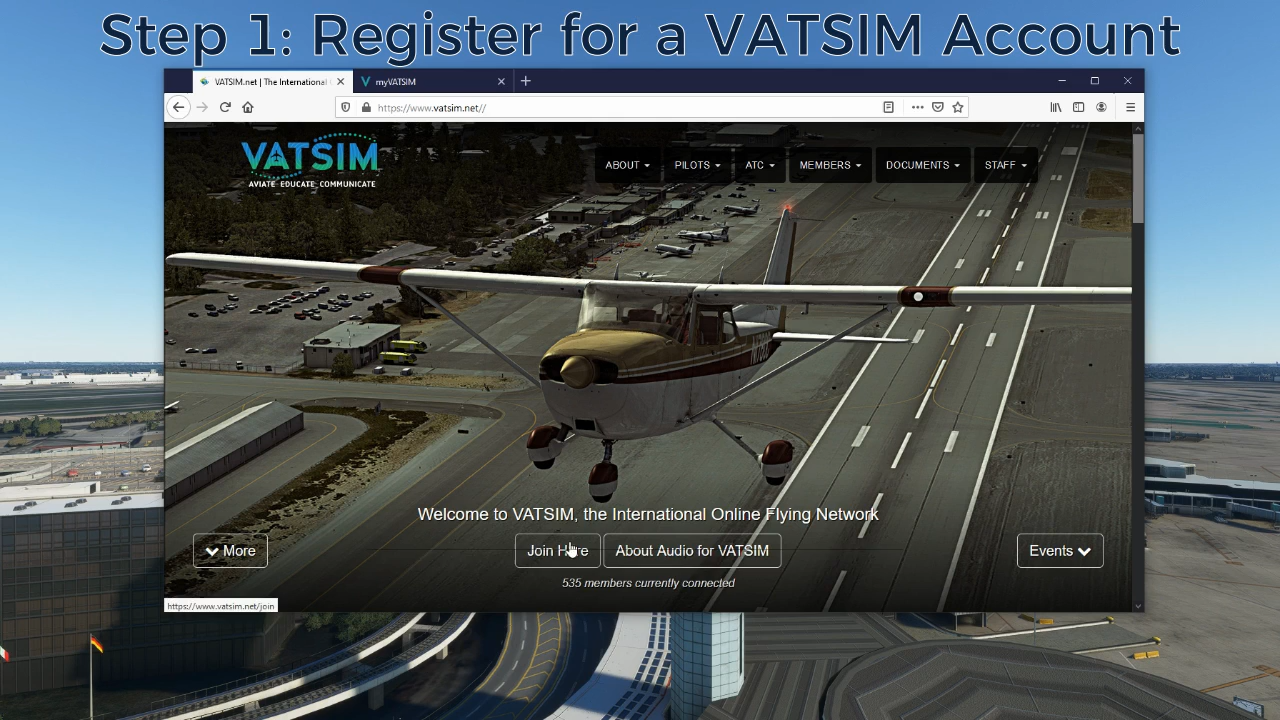 Step 1: Register for a VATSIM Account
VATSIM.net | The International
myVATSIM
https://www.vatsim.net//
VATSIM
AVIATE · EDUCATE · COMMUNICATE
ABOUT
PILOTS
ATC
MEMBERS
DOCUMENTS
STAFF
Welcome to VATSIM, the International Online Flying Network
More
Join Here
About Audio for VATSIM
Events
535 members currently connected
https://www.vatsim.net/join